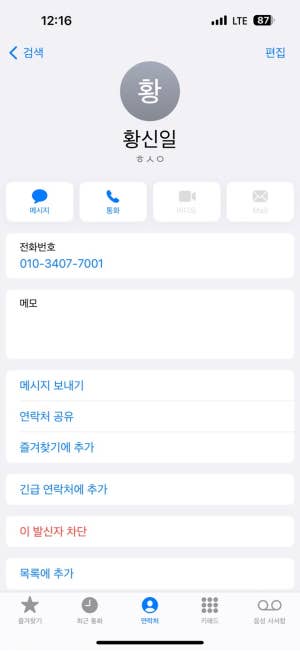 12:16 LTE 87
검색 편집
황
황신일
ㅎㅅㅇ
메시지 통화 비디오 Mail
전화번호
010-3407-7001
메모
메시지 보내기
연락처 공유
즐겨찾기에 추가
긴급 연락처에 추가
이 발신자 차단
목록에 추가
즐겨찾기 최근 통화 연락처 키패드 음성 사서함